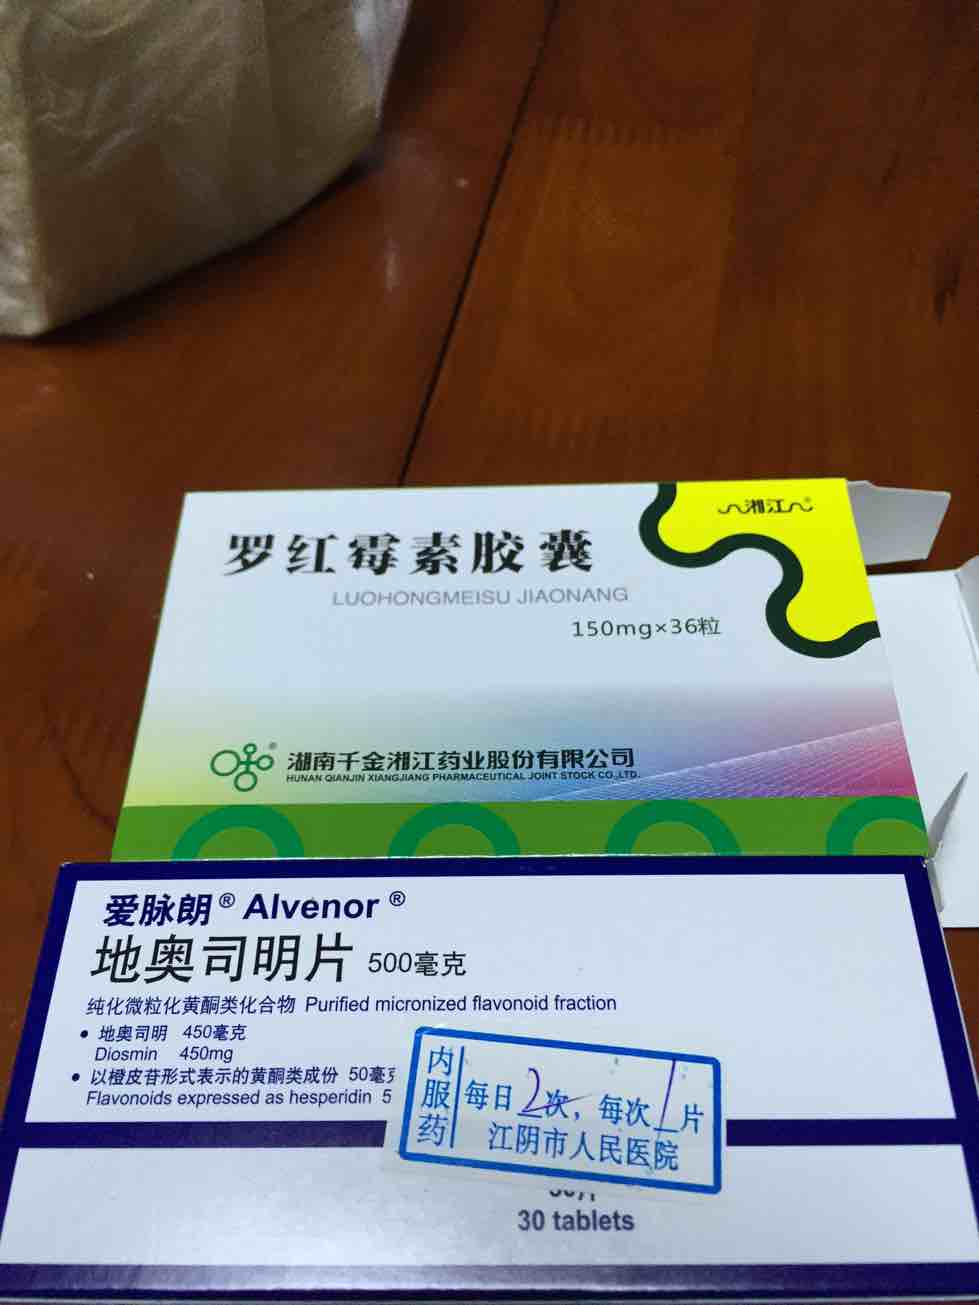 湘江®
罗红霉素胶囊
LUOHONGMEISU JIAONANG
150mg×36粒
湖南千金湘江药业股份有限公司
HUNAN QIANJIN XIANGJIANG PHARMACEUTICAL JOINT STOCK CO.,LTD.
爱脉朗® Alvenor®
地奥司明片 500毫克
纯化微粒化黄酮类化合物 Purified micronized flavonoid fraction
• 地奥司明 450毫克
Diosmin 450mg
• 以橙皮苷形式表示的黄酮类成份 50毫
Flavonoids expressed as hesperidin 5
内服药
每日2次，每次1片
江阴市人民医院
30 tablets